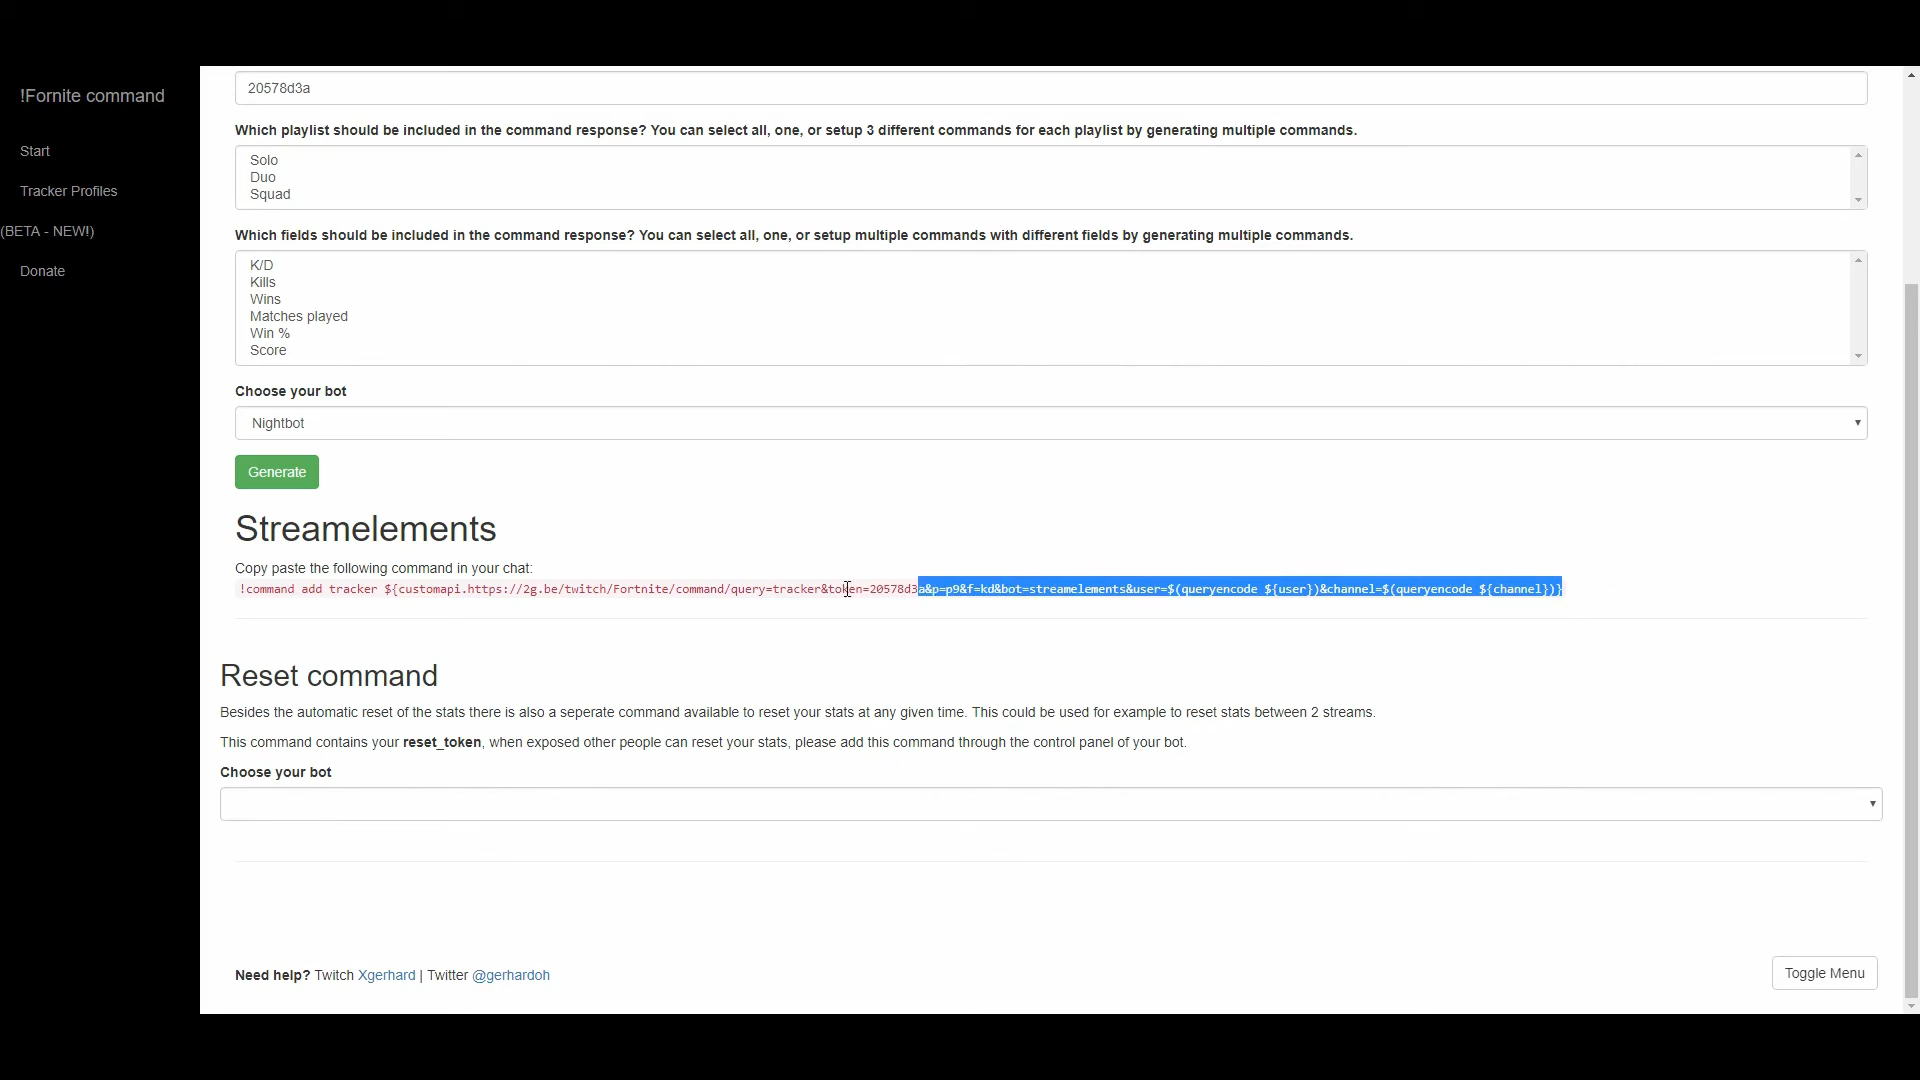 !Fornite command
Start
Tracker Profiles
(BETA - NEW!)
Donate
20578d3a
Which playlist should be included in the command response? You can select all, one, or setup 3 different commands for each playlist by generating multiple commands.
Solo
Duo
Squad
Which fields should be included in the command response? You can select all, one, or setup multiple commands with different fields by generating multiple commands.
K/D
Kills
Wins
Matches played
Win %
Score
Choose your bot
Nightbot
Generate
Streamelements
Copy paste the following command in your chat:
!command add tracker ${customapi.https://2g.be/twitch/Fortnite/command/query=tracker&token=20578d3a&p=p9&f=kd&bot=streamelements&user=$(queryencode ${user})&channel=$(queryencode ${channel})}
Reset command
Besides the automatic reset of the stats there is also a seperate command available to reset your stats at any given time. This could be used for example to reset stats between 2 streams.
This command contains your reset_token, when exposed other people can reset your stats, please add this command through the control panel of your bot.
Choose your bot
Need help? Twitch Xgerhard | Twitter @gerhardoh
Toggle Menu